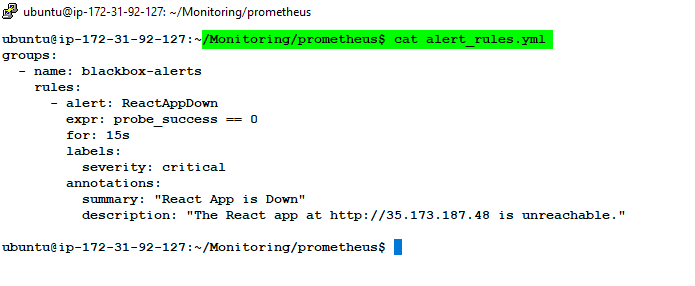 ubuntu@ip-172-31-92-127: ~/Monitoring/prometheus
ubuntu@ip-172-31-92-127:~/Monitoring/prometheus$ cat alert_rules.yml
groups:
  - name: blackbox-alerts
    rules:
      - alert: ReactAppDown
        expr: probe_success == 0
        for: 15s
        labels:
          severity: critical
        annotations:
          summary: "React App is Down"
          description: "The React app at http://35.173.187.48 is unreachable."
ubuntu@ip-172-31-92-127:~/Monitoring/prometheus$